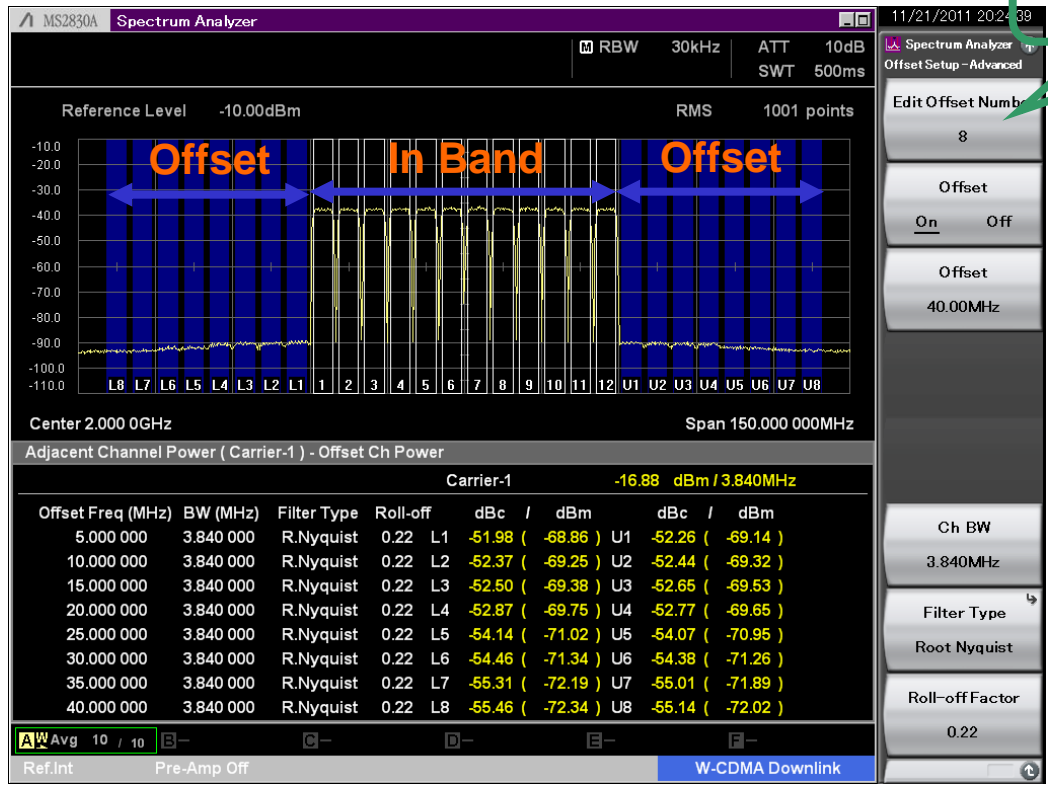 MS2830A Spectrum Analyzer
11/21/2011 20:24:39
M RBW 30kHz ATT 10dB
SWT 500ms
Reference Level -10.00dBm RMS 1001 points
-10.0
-20.0
-30.0
-40.0
-50.0
-60.0
-70.0
-80.0
-90.0
-100.0
-110.0
Offset In Band Offset
L8 L7 L6 L5 L4 L3 L2 L1 1 2 3 4 5 6 7 8 9 10 11 12 U1 U2 U3 U4 U5 U6 U7 U8
Center 2.000 0GHz Span 150.000 000MHz
Adjacent Channel Power ( Carrier-1 ) - Offset Ch Power
Carrier-1 -16.88 dBm / 3.840MHz
Offset Freq (MHz) BW (MHz) Filter Type Roll-off dBc / dBm dBc / dBm
5.000 000 3.840 000 R.Nyquist 0.22 L1 -51.98 ( -68.86 ) U1 -52.26 ( -69.14 )
10.000 000 3.840 000 R.Nyquist 0.22 L2 -52.37 ( -69.25 ) U2 -52.44 ( -69.32 )
15.000 000 3.840 000 R.Nyquist 0.22 L3 -52.50 ( -69.38 ) U3 -52.65 ( -69.53 )
20.000 000 3.840 000 R.Nyquist 0.22 L4 -52.87 ( -69.75 ) U4 -52.77 ( -69.65 )
25.000 000 3.840 000 R.Nyquist 0.22 L5 -54.14 ( -71.02 ) U5 -54.07 ( -70.95 )
30.000 000 3.840 000 R.Nyquist 0.22 L6 -54.46 ( -71.34 ) U6 -54.38 ( -71.26 )
35.000 000 3.840 000 R.Nyquist 0.22 L7 -55.31 ( -72.19 ) U7 -55.01 ( -71.89 )
40.000 000 3.840 000 R.Nyquist 0.22 L8 -55.46 ( -72.34 ) U8 -55.14 ( -72.02 )
A W Avg 10 / 10 B - C - D - E - F -
Ref.Int Pre-Amp Off W-CDMA Downlink
Spectrum Analyzer
Offset Setup - Advanced
Edit Offset Numbe
8
Offset
On Off
Offset
40.00MHz
Ch BW
3.840MHz
Filter Type
Root Nyquist
Roll-off Factor
0.22